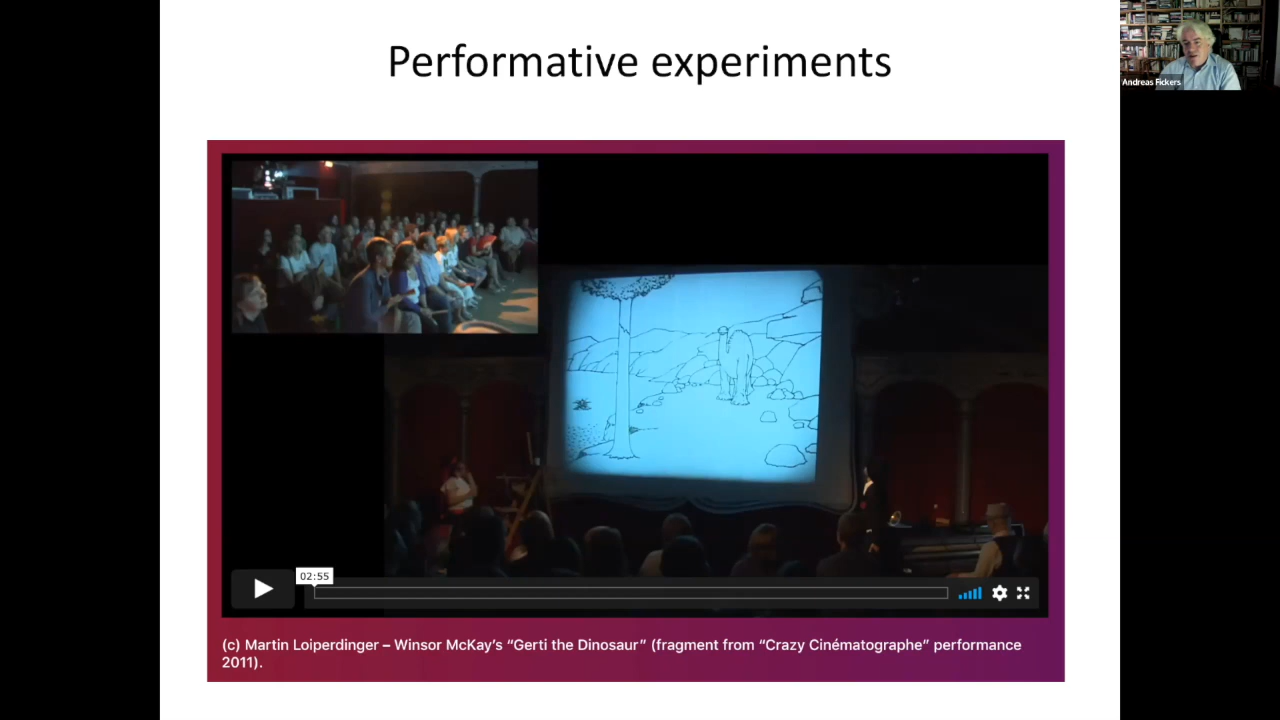 Performative experiments
Andreas Fickers
02:55
(c) Martin Loiperdinger – Winsor McKay’s “Gerti the Dinosaur” (fragment from “Crazy Cinématographe” performance
2011).